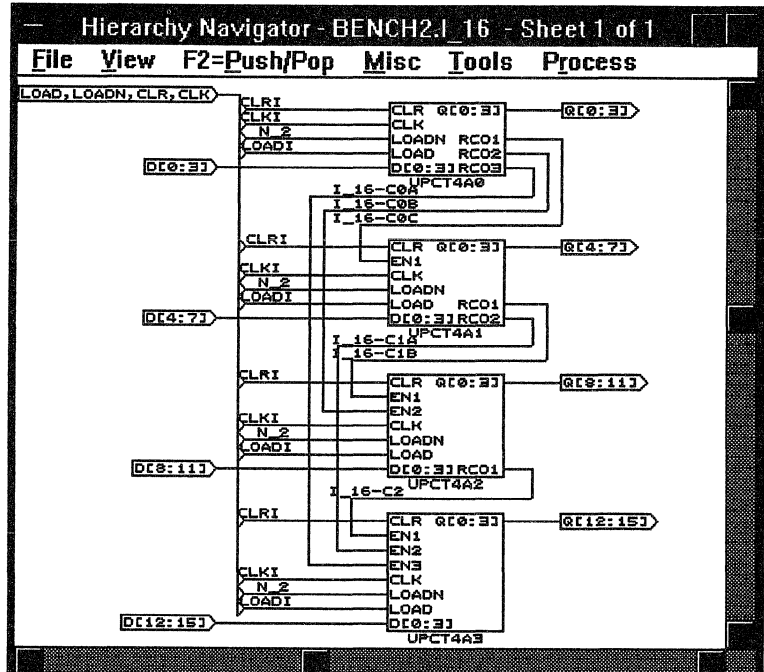 Hierarchy Navigator - BENCH2.I_16 - Sheet 1 of 1
File View F2=Push/Pop Misc Tools Process
LOAD,LOADN,CLR,CLK
CLRI
CLKI
N_2
LOADI
D[0:3]
CLR Q[0:3]
CLK
LOADN RCO1
LOAD RCO2
D[0:3] RCO3
UPCT4A0
Q[0:3]
I_16-C0A
I_16-C0B
I_16-C0C
CLRI
CLKI
N_2
LOADI
D[4:7]
CLR Q[0:3]
EN1
CLK
LOADN
LOAD RCO1
D[0:3] RCO2
UPCT4A1
Q[4:7]
I_16-C1A
I_16-C1B
CLRI
CLKI
N_2
LOADI
D[8:11]
CLR Q[0:3]
EN1
EN2
CLK
LOADN
LOAD
D[0:3] RCO1
UPCT4A2
Q[8:11]
I_16-C2
CLRI
CLKI
N_2
LOADI
D[12:15]
CLR Q[0:3]
EN1
EN2
EN3
CLK
LOADN
LOAD
D[0:3]
UPCT4A3
Q[12:15]